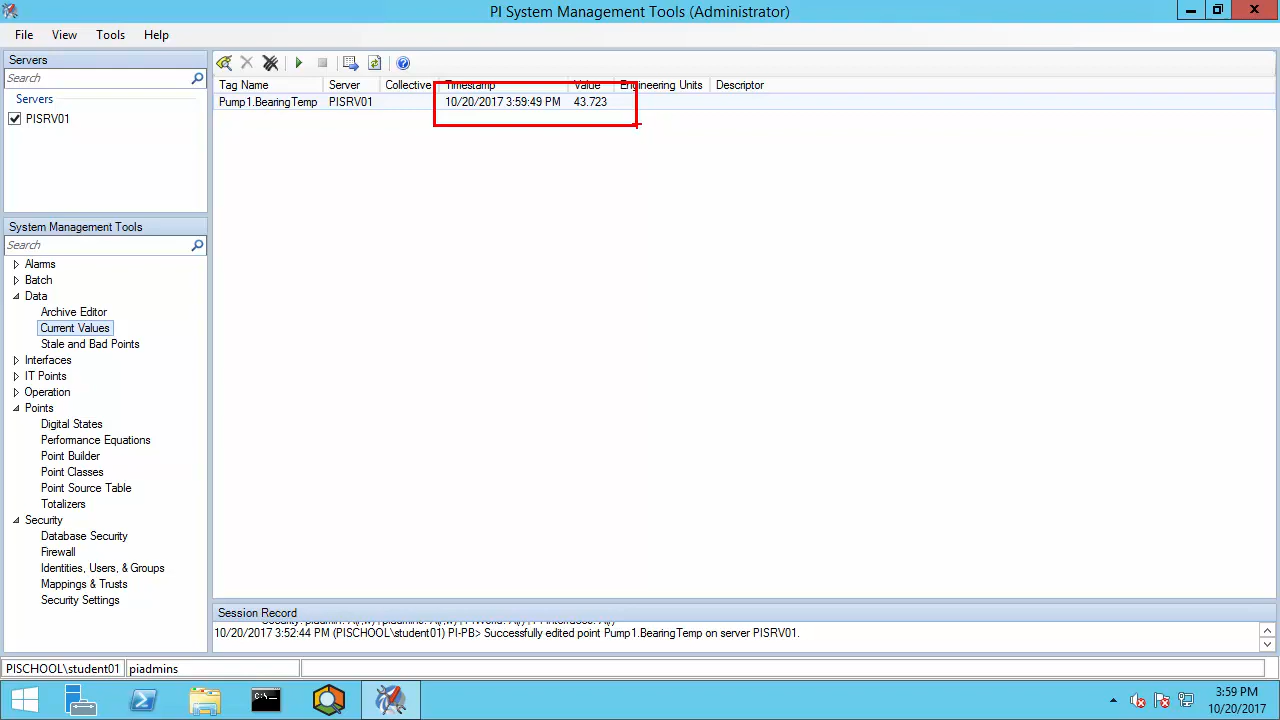 PI System Management Tools (Administrator)
File View Tools Help
Servers
Search
Servers
PISRV01
System Management Tools
Search
Alarms
Batch
Data
Archive Editor
Current Values
Stale and Bad Points
Interfaces
IT Points
Operation
Points
Digital States
Performance Equations
Point Builder
Point Classes
Point Source Table
Totalizers
Security
Database Security
Firewall
Identities, Users, & Groups
Mappings & Trusts
Security Settings
Tag Name Server Collective Timestamp Value Engineering Units Descriptor
Pump1.BearingTemp PISRV01 10/20/2017 3:59:49 PM 43.723
Session Record
10/20/2017 3:52:44 PM (PISCHOOL\student01) PI-PB> Successfully edited point Pump1.BearingTemp on server PISRV01.
PISCHOOL\student01 piadmins
3:59 PM
10/20/2017